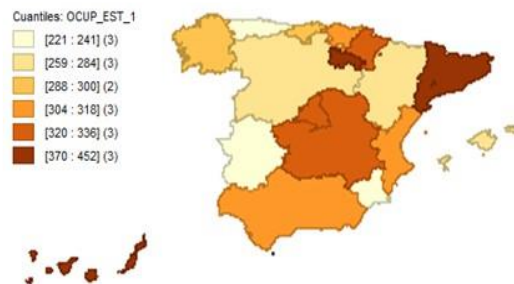 Cuantiles: OCUP_EST_1
[221 : 241] (3)
[259 : 284] (3)
[288 : 300] (2)
[304 : 318] (3)
[320 : 336] (3)
[370 : 452] (3)